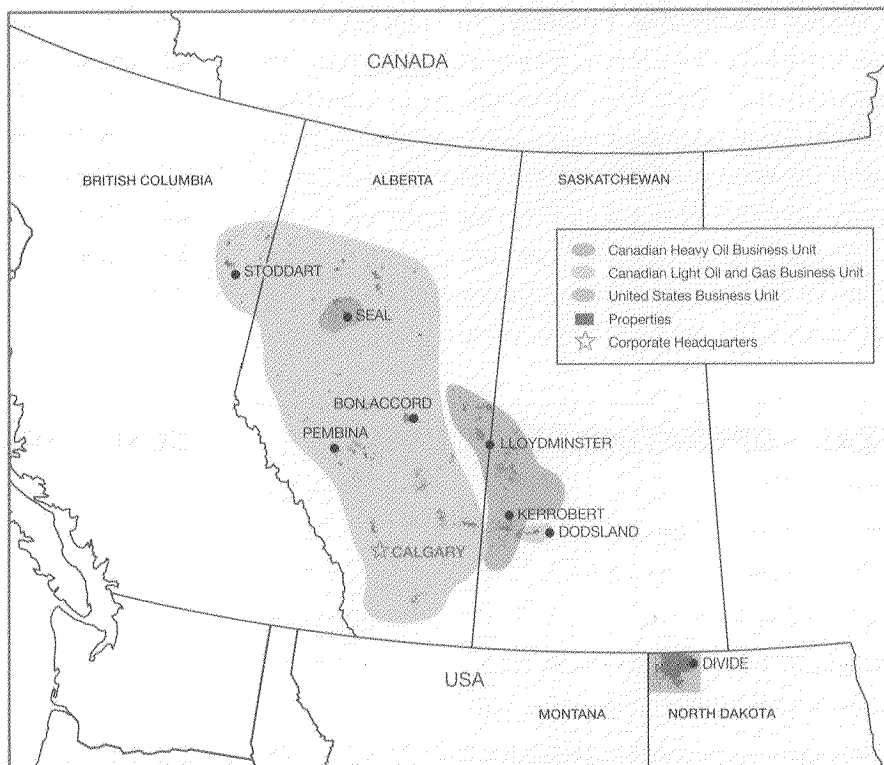 CANADA
BRITISH COLUMBIA
ALBERTA
SASKATCHEWAN
Canadian Heavy Oil Business Unit
Canadian Light Oil and Gas Business Unit
United States Business Unit
Properties
Corporate Headquarters
STODDART
SEAL
BON ACCORD
PEMBINA
LLOYDMINSTER
KERROBERT
DODSLAND
CALGARY
USA
DIVIDE
MONTANA
NORTH DAKOTA